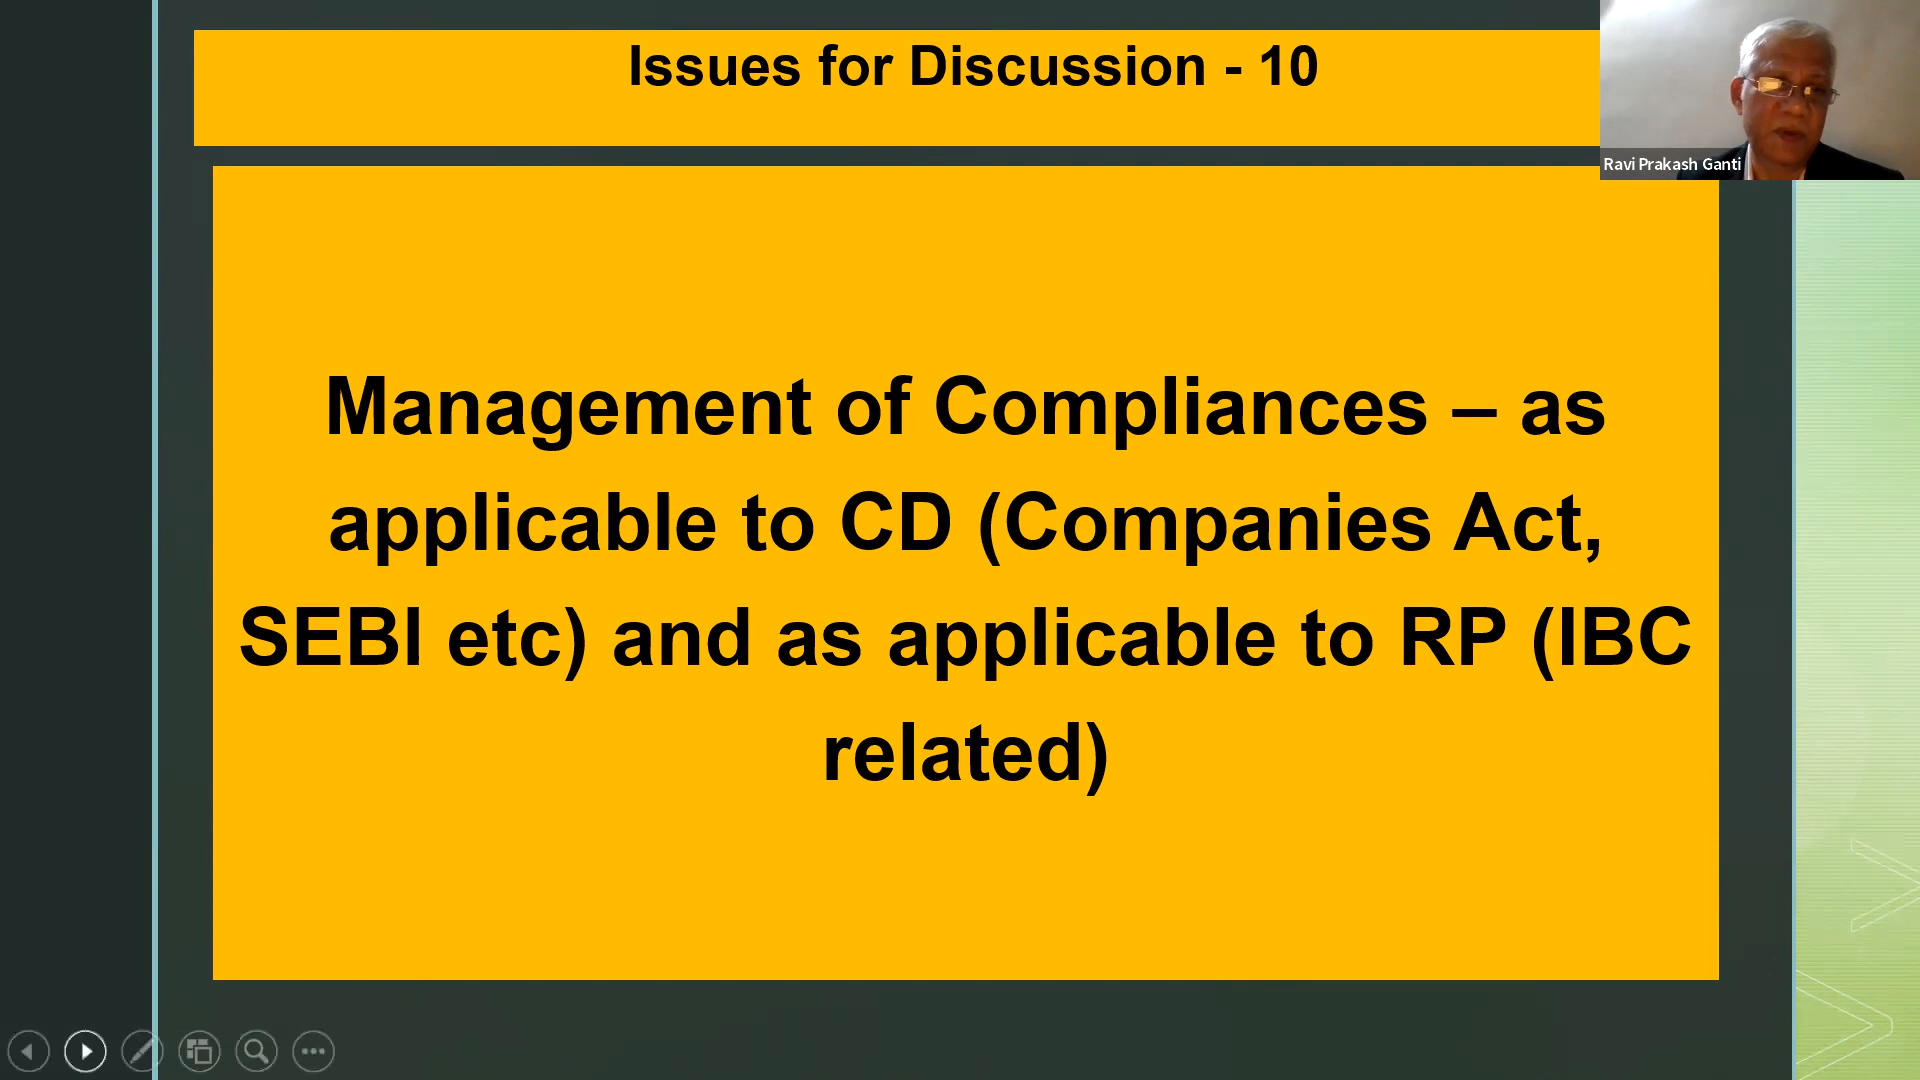 Issues for Discussion - 10
Ravi Prakash Ganti
Management of Compliances – as
applicable to CD (Companies Act,
SEBI etc) and as applicable to RP (IBC
related)